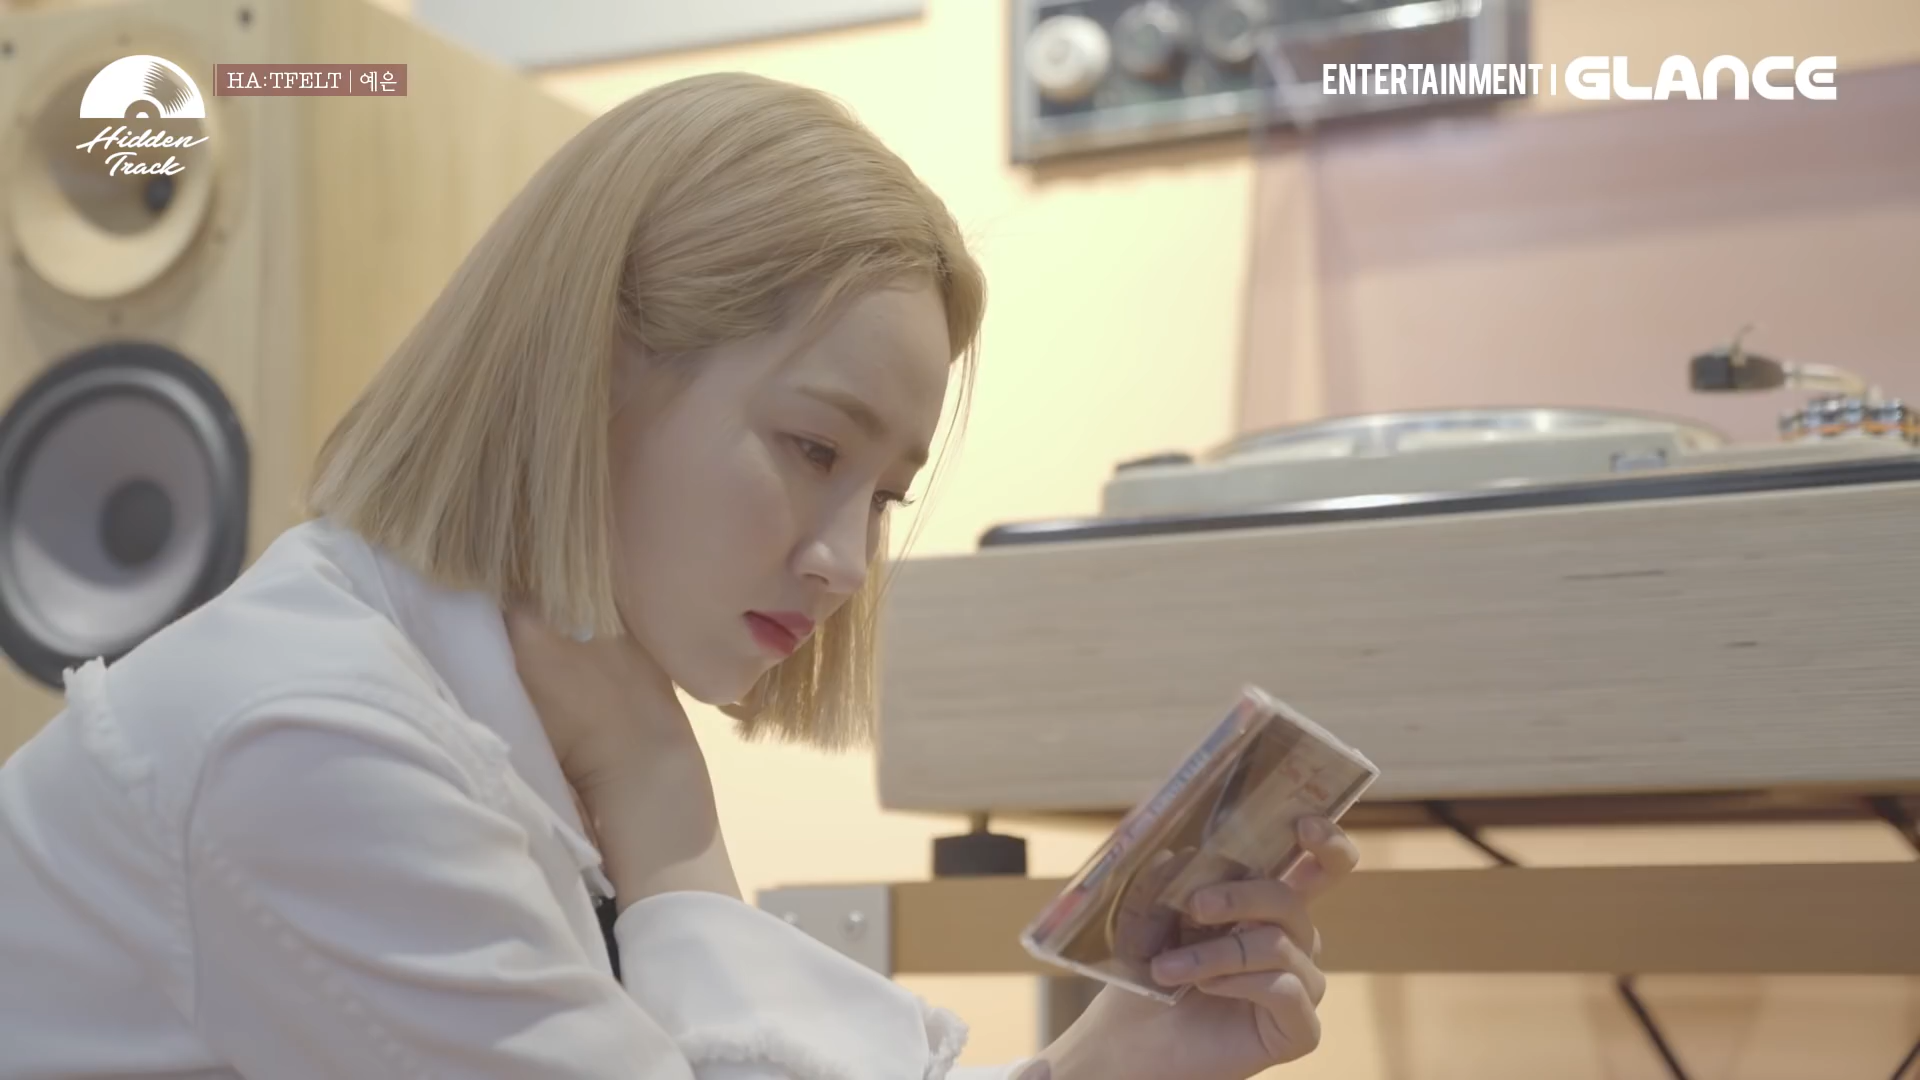 HA:TFELT | 예은
Hidden
Track
ENTERTAINMENT | GLANCE